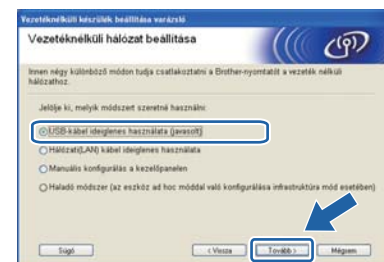 Vezetéknélküli készülék beállítása varázsló
Vezetéknélküli hálózat beállítása
Innen négy különböző módon tudja csatlakoztatni a Brother-nyomtatót a vezeték nélküli
hálózathoz.
Jelölje ki, melyik módszert szeretné használni:
USB-kábel ideiglenes használata (javasolt)
Hálózati(LAN) kábel ideiglenes használata
Manuális konfigurálás a kezelőpanelen
Haladó módszer (az eszköz ad hoc móddal való konfigurálása infrastruktúra mód esetében)
Súgó
< Vissza
Tovább >
Mégsem